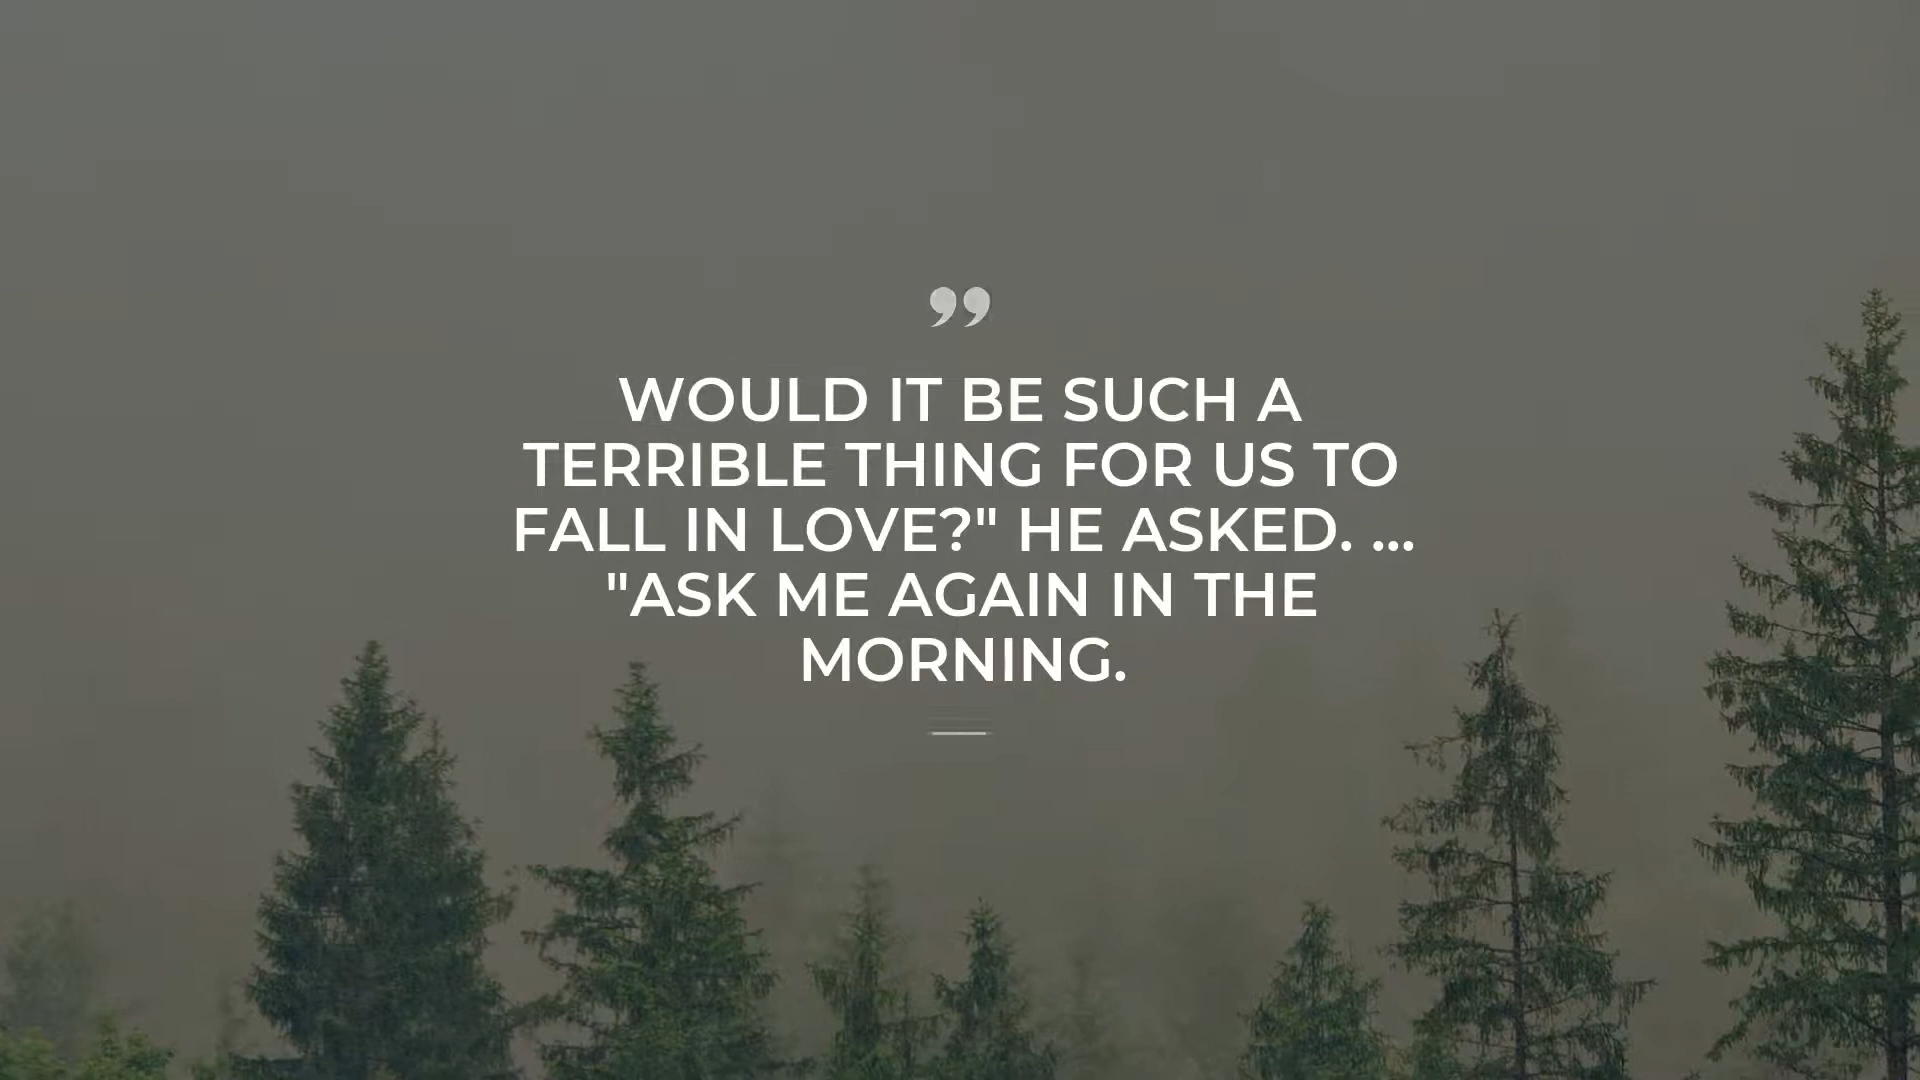 ”
WOULD IT BE SUCH A
TERRIBLE THING FOR US TO
FALL IN LOVE?" HE ASKED. ...
"ASK ME AGAIN IN THE
MORNING.